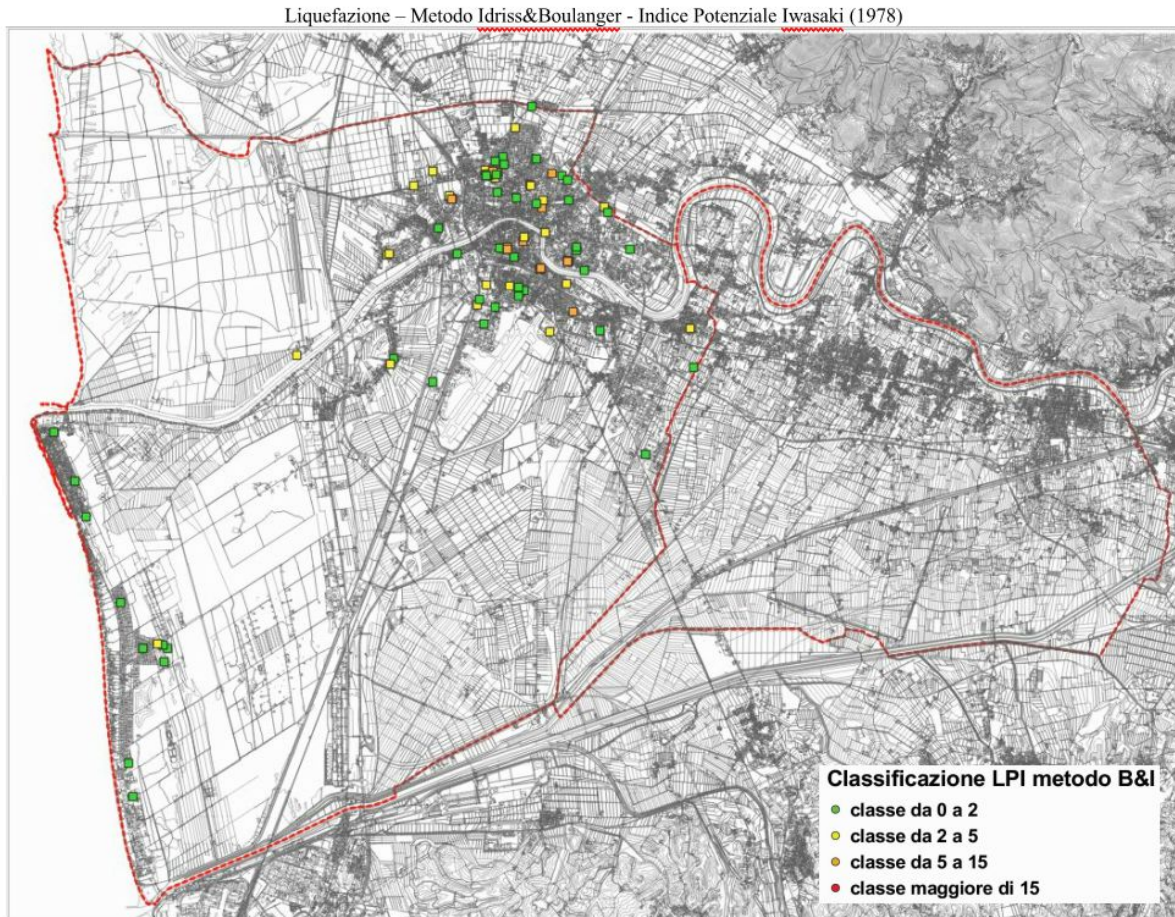 Liquefazione – Metodo Idriss&Boulanger - Indice Potenziale Iwasaki (1978)
Classificazione LPI metodo B&I
classe da 0 a 2
classe da 2 a 5
classe da 5 a 15
classe maggiore di 15